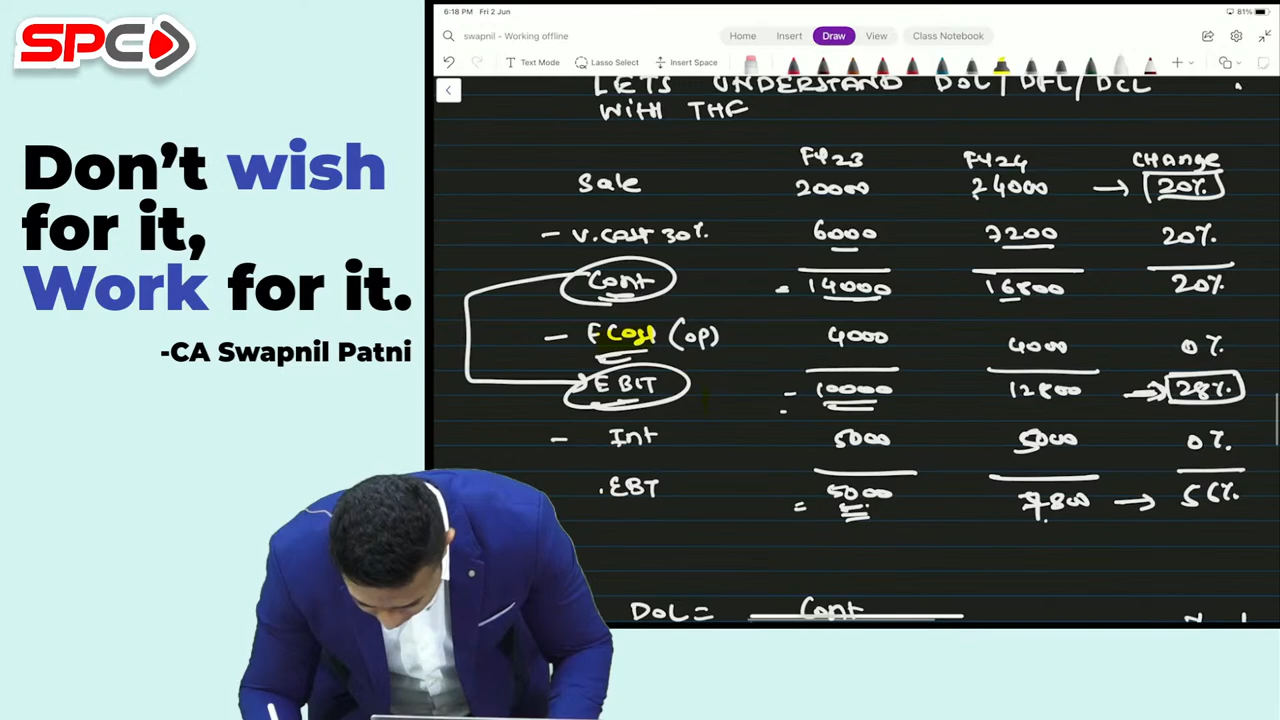 SPC
Don't wish
for it,
Work for it.
-CA Swapnil Patni
6:18 PM Fri 2 Jun
81%
swapnil - Working offline
Home Insert Draw View Class Notebook
Text Mode Lasso Select Insert Space
LETS UNDERSTAND DOL/DFL/DCL
WITH THE
FY23 FY24 CHANGE
Sale 20000 24000 → 20%
- V.Cost 30% 6000 7200 20%
Cont = 14000 16800 20%
- F Cost (op) 4000 4000 0%
EBIT = 10000 12800 → 28%
- Int 5000 5000 0%
EBT = 5000 7800 → 56%
DOL = Cont